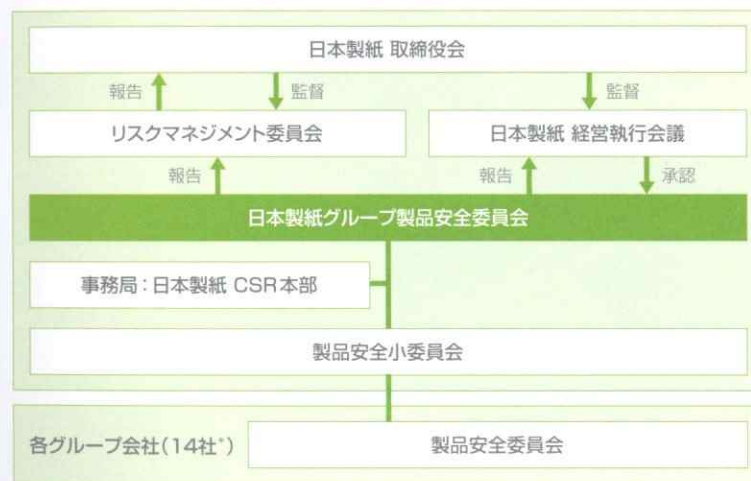 日本製紙 取締役会
報告
監督
監督
リスクマネジメント委員会
日本製紙 経営執行会議
報告
報告
承認
日本製紙グループ製品安全委員会
事務局:日本製紙 CSR本部
製品安全小委員会
各グループ会社(14社*)
製品安全委員会